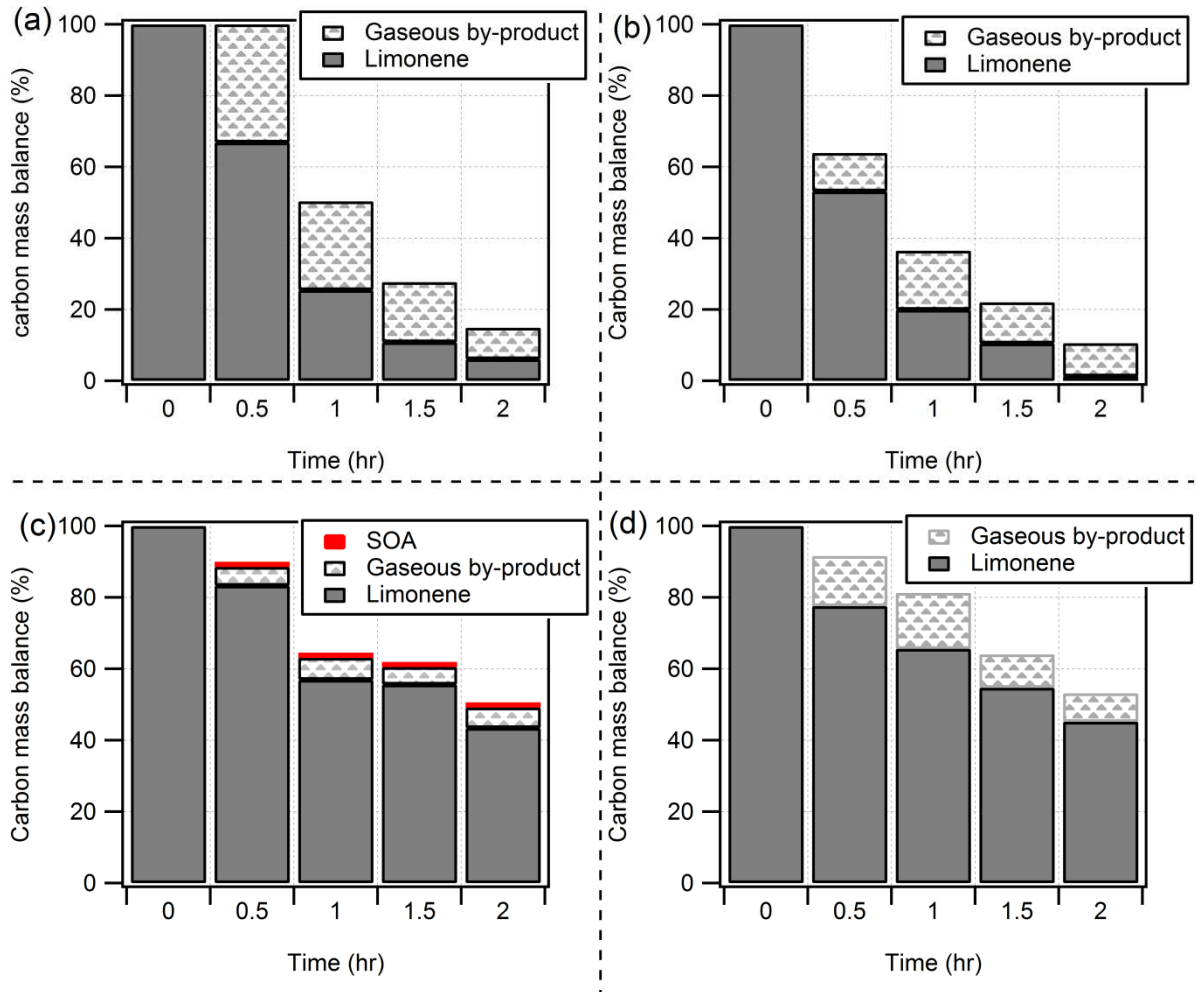 (a)
Gaseous by-product
Limonene
carbon mass balance (%)
100
80
60
40
20
0
0 0.5 1 1.5 2
Time (hr)
(b)
Gaseous by-product
Limonene
Carbon mass balance (%)
100
80
60
40
20
0
0 0.5 1 1.5 2
Time (hr)
(c)
SOA
Gaseous by-product
Limonene
Carbon mass balance (%)
100
80
60
40
20
0
0 0.5 1 1.5 2
Time (hr)
(d)
Gaseous by-product
Limonene
Carbon mass balance (%)
100
80
60
40
20
0
0 0.5 1 1.5 2
Time (hr)